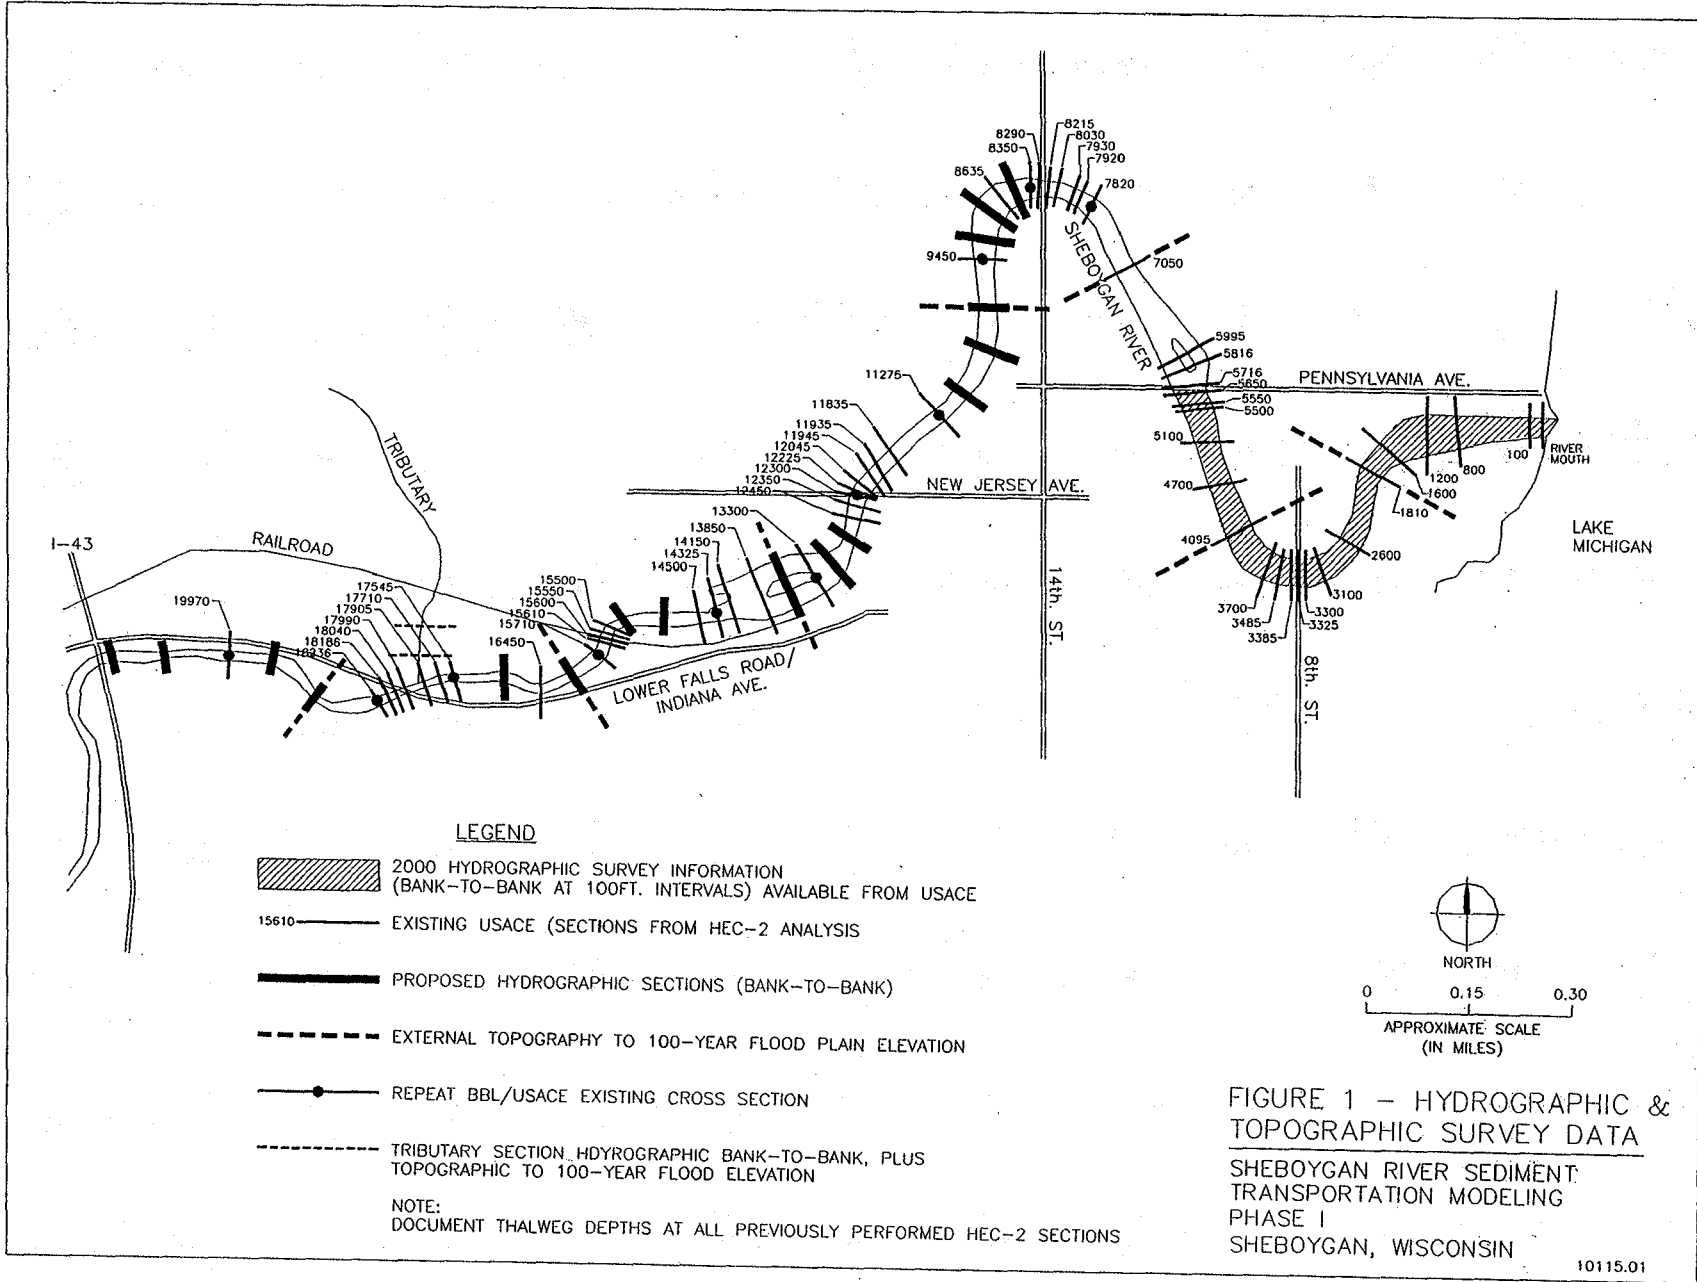 8290
8215
8350
8030
7930
7920
8635
7820
9450
7050
SHEBOYGAN RIVER
5995
5816
5716
5650
5550
5500
PENNSYLVANIA AVE.
11275
11835
11935
11945
12045
12225
12300
12350
12450
NEW JERSEY AVE.
5100
4700
4095
100
RIVER
MOUTH
800
1200
1600
1810
2600
LAKE
MICHIGAN
3100
3300
3325
3700
3485
3385
14th. ST.
8th. ST.
TRIBUTARY
I-43
RAILROAD
13300
13850
14150
14325
14500
15500
15550
15600
15610
15710
16450
17545
17710
17905
17990
18040
18186
18236
19970
LOWER FALLS ROAD/
INDIANA AVE.
LEGEND
2000 HYDROGRAPHIC SURVEY INFORMATION
(BANK-TO-BANK AT 100FT. INTERVALS) AVAILABLE FROM USACE
15610 EXISTING USACE (SECTIONS FROM HEC-2 ANALYSIS
PROPOSED HYDROGRAPHIC SECTIONS (BANK-TO-BANK)
EXTERNAL TOPOGRAPHY TO 100-YEAR FLOOD PLAIN ELEVATION
REPEAT BBL/USACE EXISTING CROSS SECTION
TRIBUTARY SECTION HDYROGRAPHIC BANK-TO-BANK, PLUS
TOPOGRAPHIC TO 100-YEAR FLOOD ELEVATION
NOTE:
DOCUMENT THALWEG DEPTHS AT ALL PREVIOUSLY PERFORMED HEC-2 SECTIONS
NORTH
0 0.15 0.30
APPROXIMATE SCALE
(IN MILES)
FIGURE 1 - HYDROGRAPHIC &
TOPOGRAPHIC SURVEY DATA
SHEBOYGAN RIVER SEDIMENT
TRANSPORTATION MODELING
PHASE I
SHEBOYGAN, WISCONSIN
10115.01